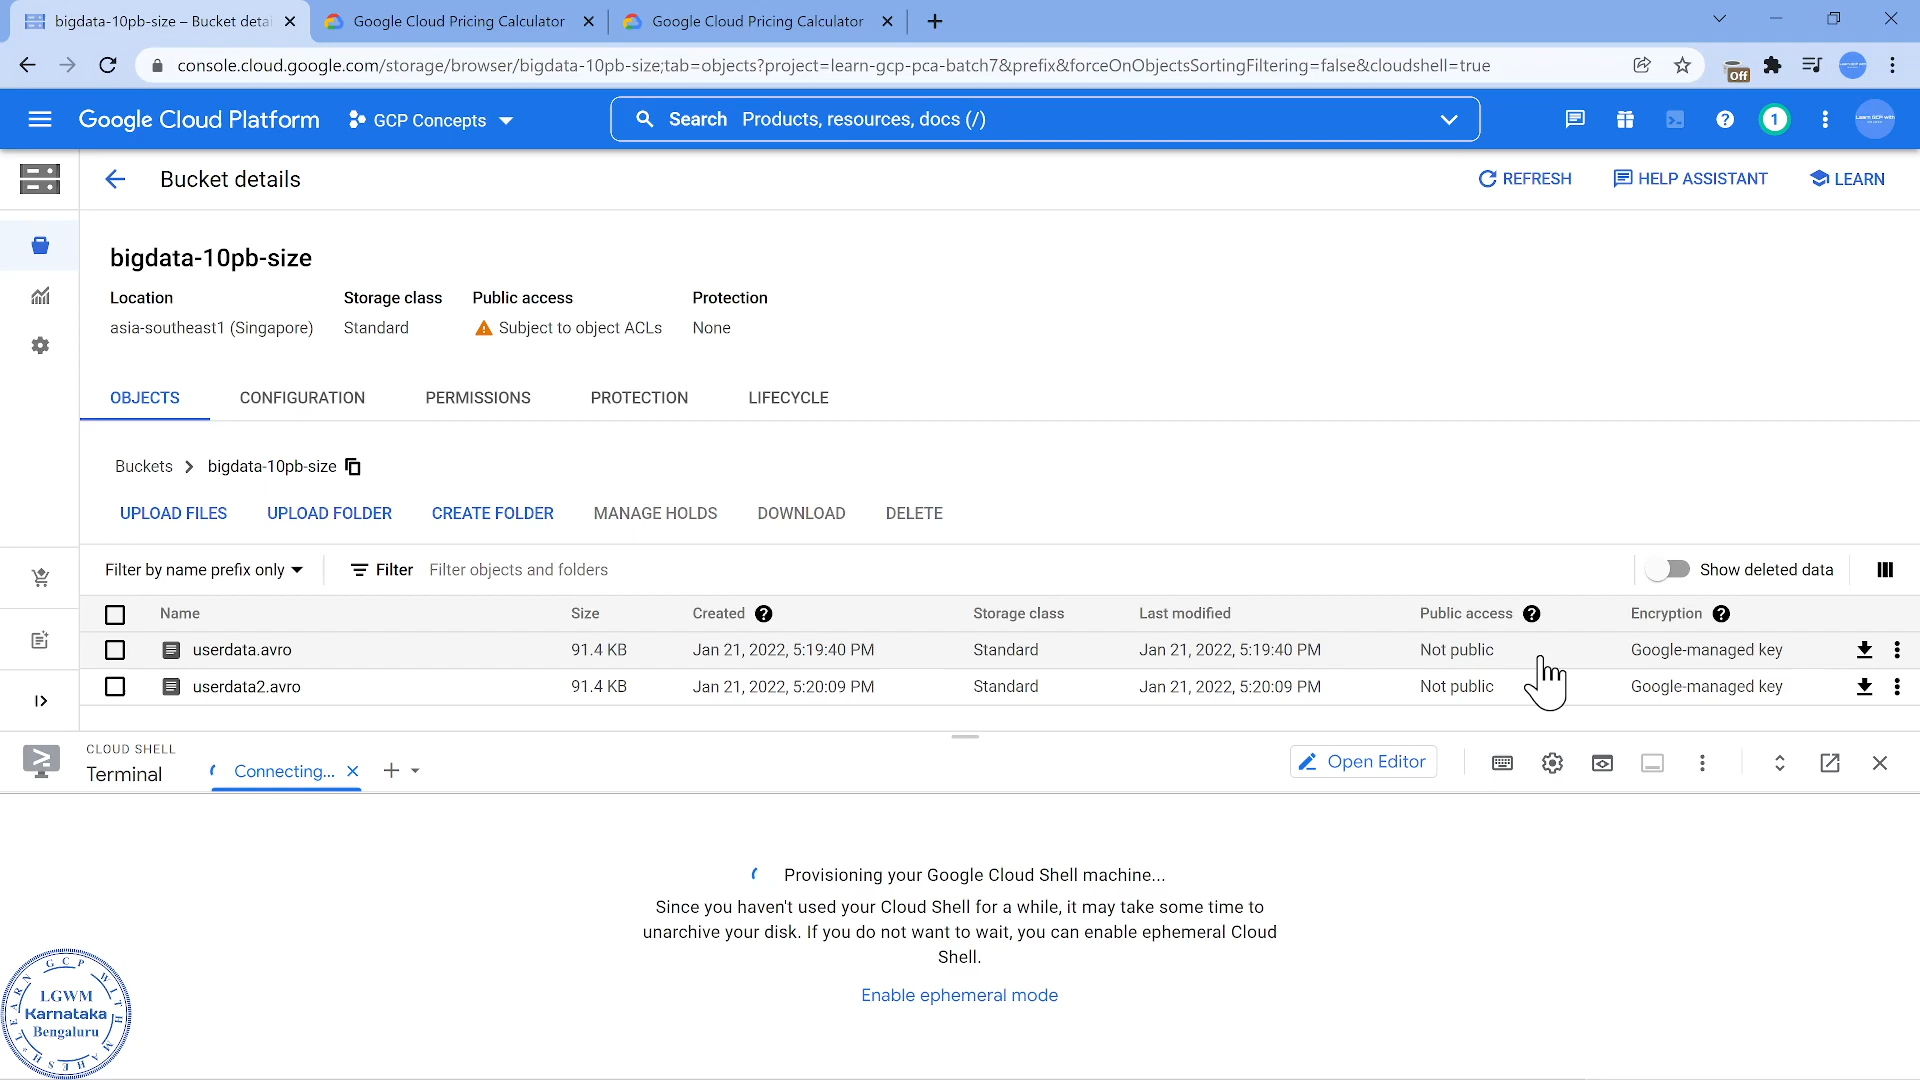 bigdata-10pb-size – Bucket detai
Google Cloud Pricing Calculator
Google Cloud Pricing Calculator
console.cloud.google.com/storage/browser/bigdata-10pb-size;tab=objects?project=learn-gcp-pca-batch7&prefix&forceOnObjectsSortingFiltering=false&cloudshell=true
Off
Google Cloud Platform
GCP Concepts
Search Products, resources, docs (/)
1
Bucket details
REFRESH
HELP ASSISTANT
LEARN
bigdata-10pb-size
Location Storage class Public access Protection
asia-southeast1 (Singapore) Standard Subject to object ACLs None
OBJECTS CONFIGURATION PERMISSIONS PROTECTION LIFECYCLE
Buckets > bigdata-10pb-size
UPLOAD FILES UPLOAD FOLDER CREATE FOLDER MANAGE HOLDS DOWNLOAD DELETE
Filter by name prefix only Filter Filter objects and folders Show deleted data
Name Size Created Storage class Last modified Public access Encryption
userdata.avro 91.4 KB Jan 21, 2022, 5:19:40 PM Standard Jan 21, 2022, 5:19:40 PM Not public Google-managed key
userdata2.avro 91.4 KB Jan 21, 2022, 5:20:09 PM Standard Jan 21, 2022, 5:20:09 PM Not public Google-managed key
CLOUD SHELL
Terminal
Connecting...
Open Editor
Provisioning your Google Cloud Shell machine...
Since you haven't used your Cloud Shell for a while, it may take some time to
unarchive your disk. If you do not want to wait, you can enable ephemeral Cloud
Shell.
Enable ephemeral mode
LEARN GCP WITH MAHESH
LGWM
Karnataka
Bengaluru